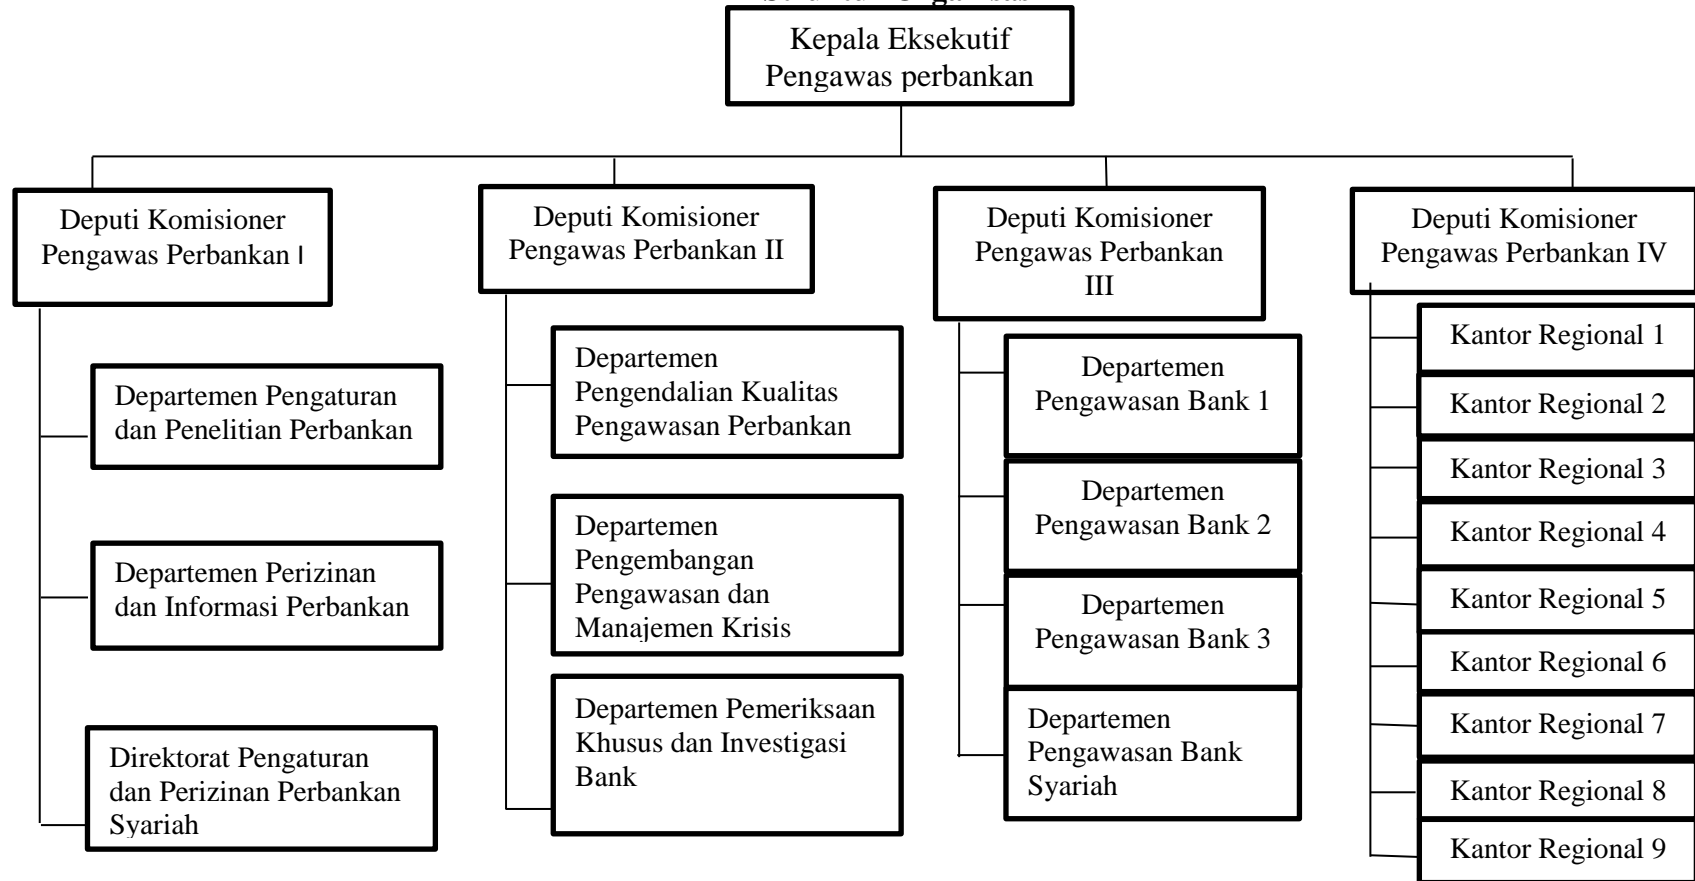 Kepala Eksekutif
Pengawas perbankan
Deputi Komisioner
Pengawas Perbankan I
Deputi Komisioner
Pengawas Perbankan II
Deputi Komisioner
Pengawas Perbankan
III
Deputi Komisioner
Pengawas Perbankan IV
Departemen Pengaturan
dan Penelitian Perbankan
Departemen Perizinan
dan Informasi Perbankan
Direktorat Pengaturan
dan Perizinan Perbankan
Syariah
Departemen
Pengendalian Kualitas
Pengawasan Perbankan
Departemen
Pengembangan
Pengawasan dan
Manajemen Krisis
Departemen Pemeriksaan
Khusus dan Investigasi
Bank
Departemen
Pengawasan Bank 1
Departemen
Pengawasan Bank 2
Departemen
Pengawasan Bank 3
Departemen
Pengawasan Bank
Syariah
Kantor Regional 1
Kantor Regional 2
Kantor Regional 3
Kantor Regional 4
Kantor Regional 5
Kantor Regional 6
Kantor Regional 7
Kantor Regional 8
Kantor Regional 9